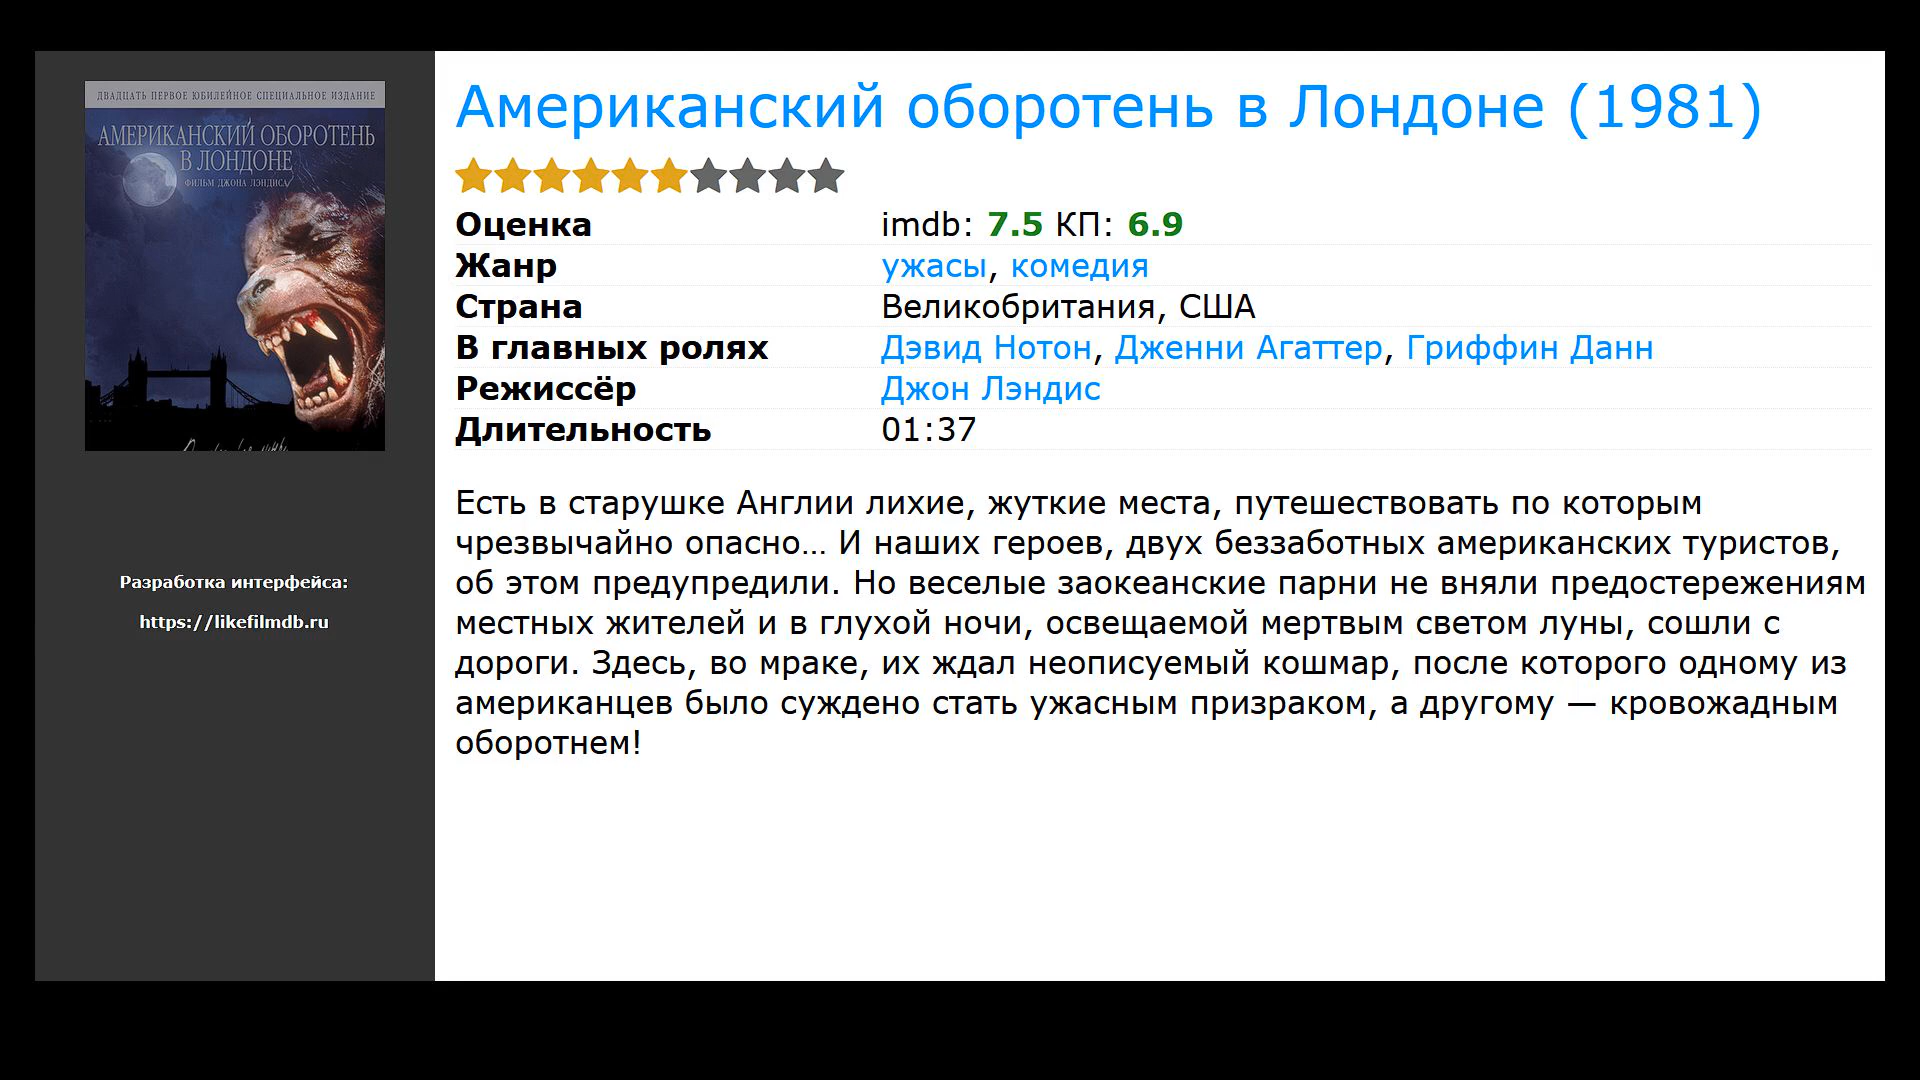 ДВАДЦАТЬ ПЕРВОЕ ЮБИЛЕЙНОЕ СПЕЦИАЛЬНОЕ ИЗДАНИЕ
АМЕРИКАНСКИЙ ОБОРОТЕНЬ
В ЛОНДОНЕ
ФИЛЬМ ДЖОНА ЛЭНДИСА
Разработка интерфейса:
https://likefilmdb.ru
Американский оборотень в Лондоне (1981)
Оценка imdb: 7.5 КП: 6.9
Жанр ужасы, комедия
Страна Великобритания, США
В главных ролях Дэвид Нотон, Дженни Агаттер, Гриффин Данн
Режиссёр Джон Лэндис
Длительность 01:37
Есть в старушке Англии лихие, жуткие места, путешествовать по которым
чрезвычайно опасно… И наших героев, двух беззаботных американских туристов,
об этом предупредили. Но веселые заокеанские парни не вняли предостережениям
местных жителей и в глухой ночи, освещаемой мертвым светом луны, сошли с
дороги. Здесь, во мраке, их ждал неописуемый кошмар, после которого одному из
американцев было суждено стать ужасным призраком, а другому — кровожадным
оборотнем!